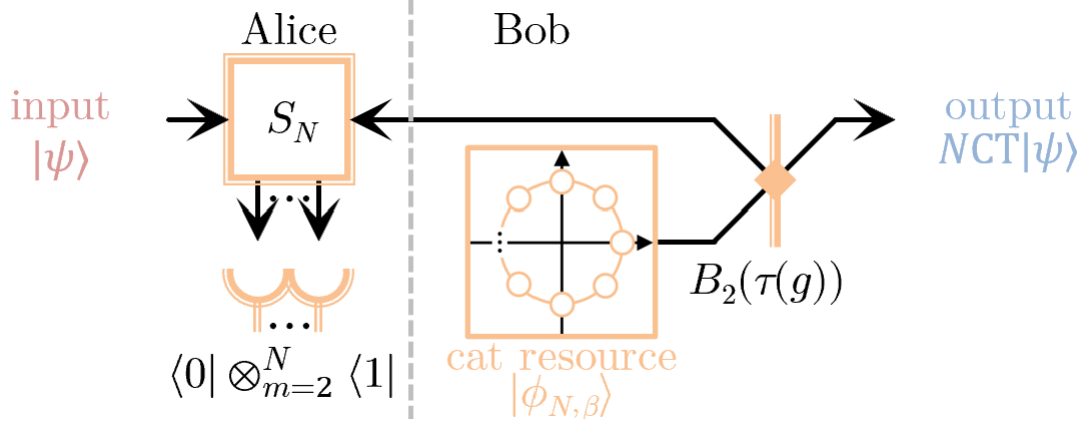 Alice
Bob
input
|ψ⟩
S_N
output
NCT|ψ⟩
...
B_2(τ(g))
...
⟨0| ⊗_{m=2}^N ⟨1|
cat resource
|ϕ_{N,β}⟩